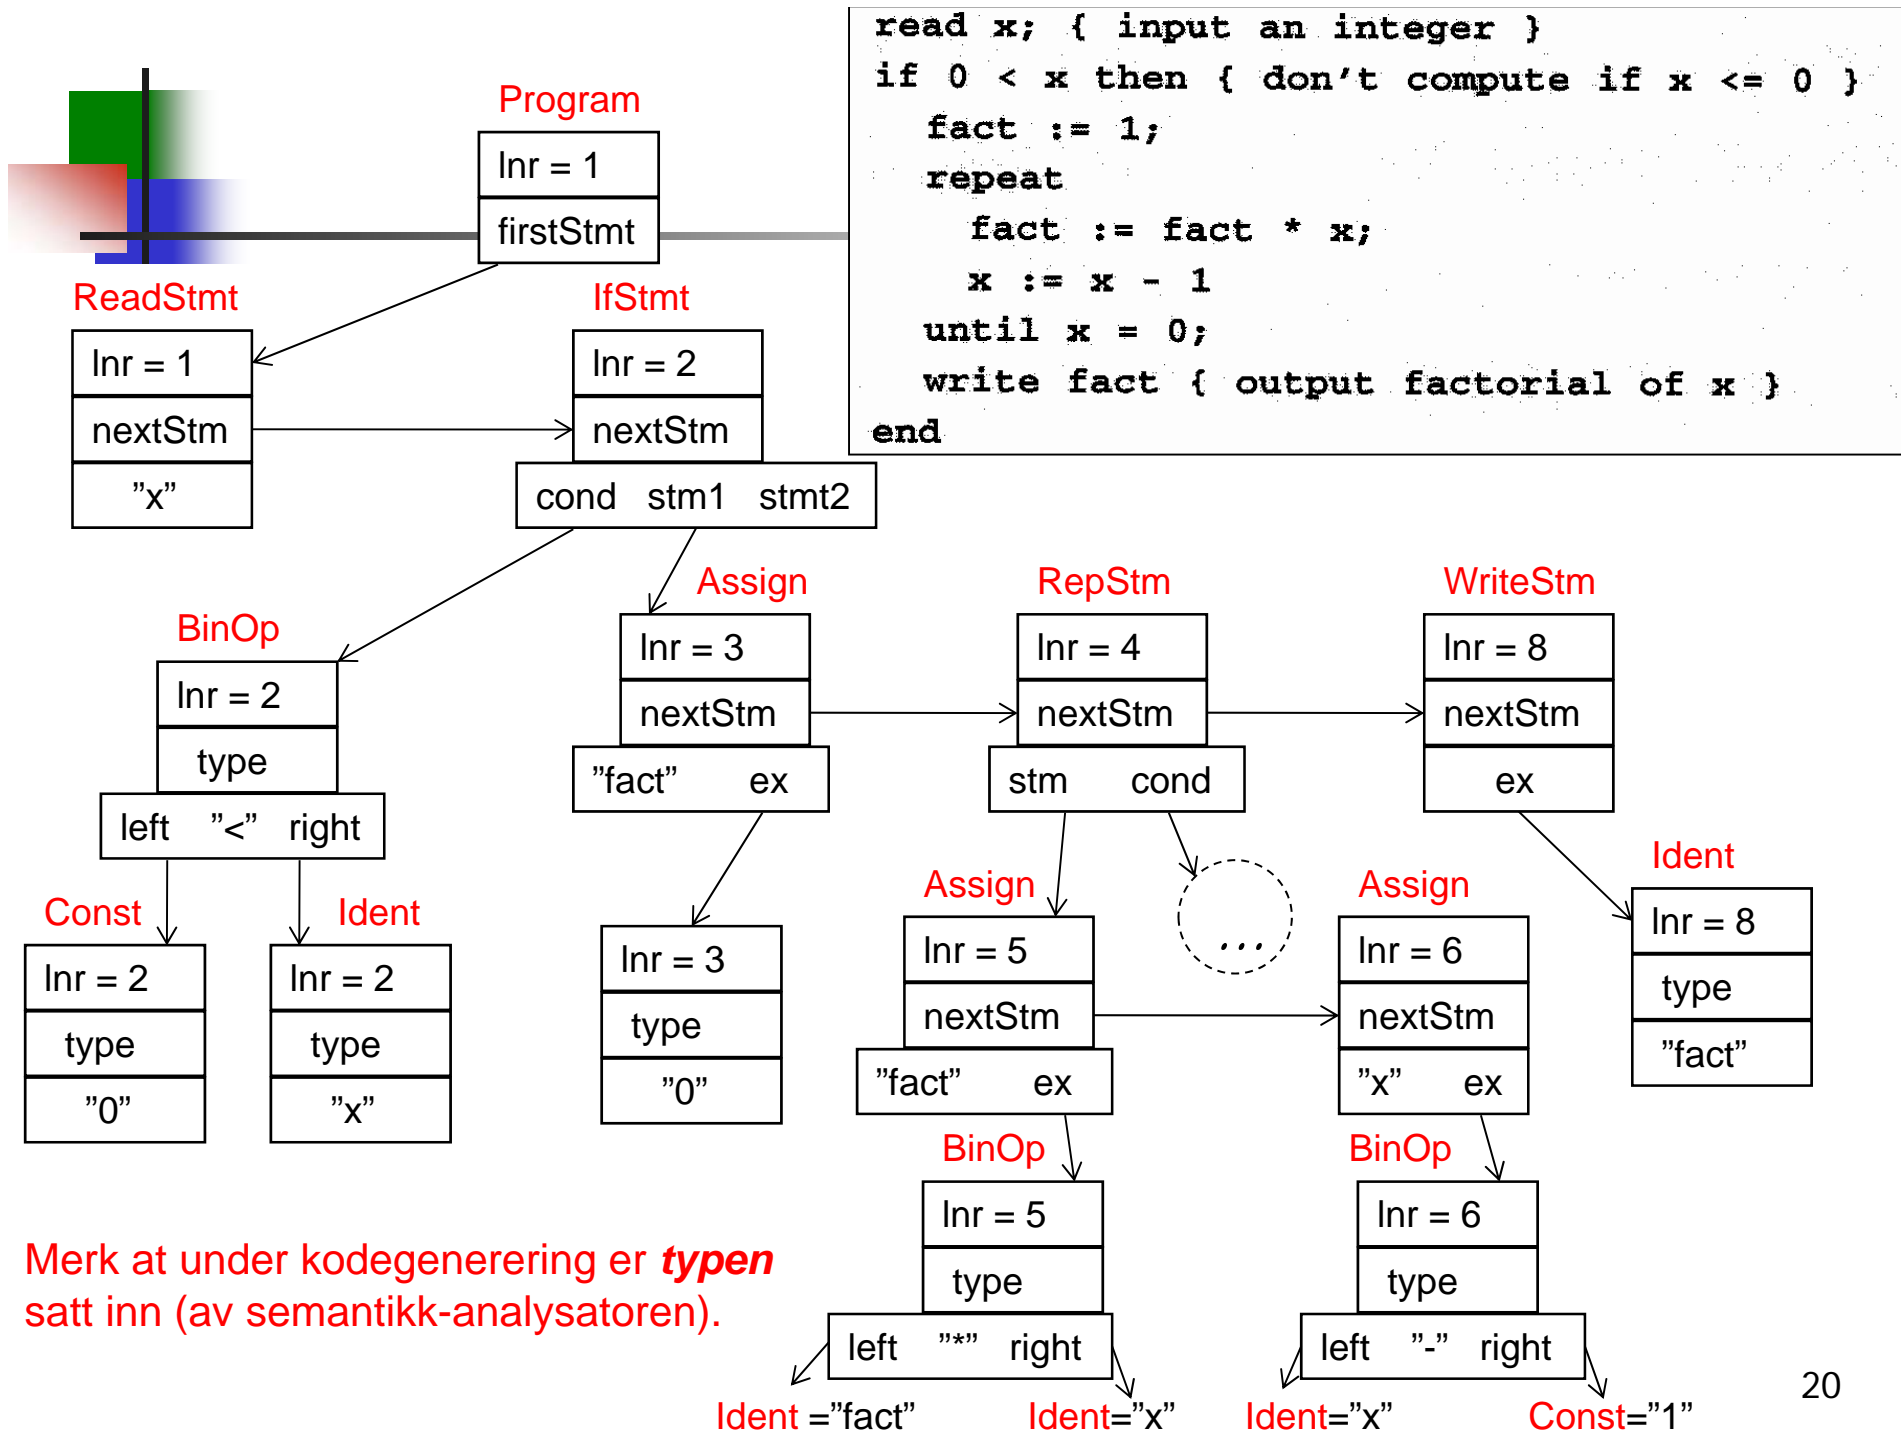 read x; { input an integer }
if 0 < x then { don't compute if x <= 0 }
fact := 1;
repeat
fact := fact * x;
x := x - 1
until x = 0;
write fact { output factorial of x }
end
Program
lnr = 1
firstStmt
ReadStmt
lnr = 1
nextStm
”x”
IfStmt
lnr = 2
nextStm
cond stm1 stmt2
BinOp
lnr = 2
type
left ”<” right
Const
lnr = 2
type
”0”
Ident
lnr = 2
type
”x”
Assign
lnr = 3
nextStm
”fact” ex
lnr = 3
type
”0”
RepStm
lnr = 4
nextStm
stm cond
...
WriteStm
lnr = 8
nextStm
ex
Ident
lnr = 8
type
”fact”
Assign
lnr = 5
nextStm
”fact” ex
BinOp
lnr = 5
type
left ”*” right
Ident =”fact”
Ident=”x”
Assign
lnr = 6
nextStm
”x” ex
BinOp
lnr = 6
type
left ”-” right
Ident=”x”
Const=”1”
Merk at under kodegenerering er typen
satt inn (av semantikk-analysatoren).
20